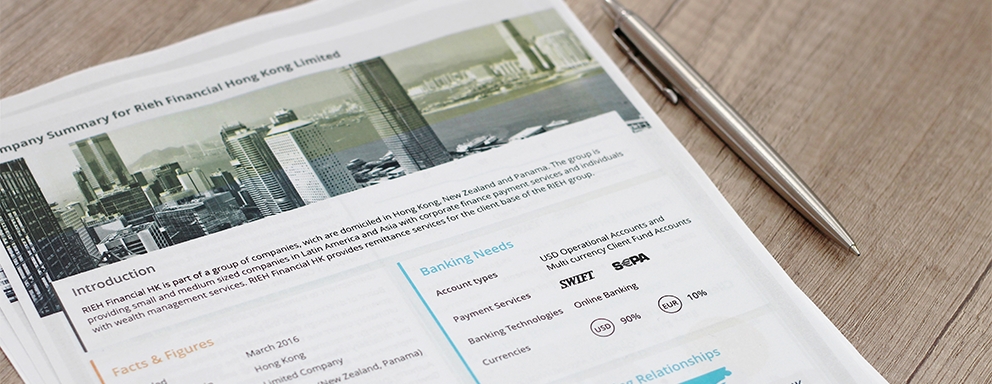 mpany Summary for Rieh Financial Hong Kong Limited
Introduction
RIEH Financial HK is part of a group of companies, wich are domiciled in Hong Kong, New Zealand and Panama. The group is
providing small and medium sized companies in Latin America and Asia with corporate finance payment services and individuals
with wealth management services. RIEH Financial HK provides remittance services for the client base of the RIEH group.
Facts & Figures
March 2016
Hong Kong
Limited Company
(New Zealand, Panama)
Banking Needs
Account types
USD Operational Accounts and
Multi currency Client Fund Accounts
Payment Services
SWIFT SEPA
Banking Technologies
Online Banking
Currencies
USD 90% EUR 10%
Relationships